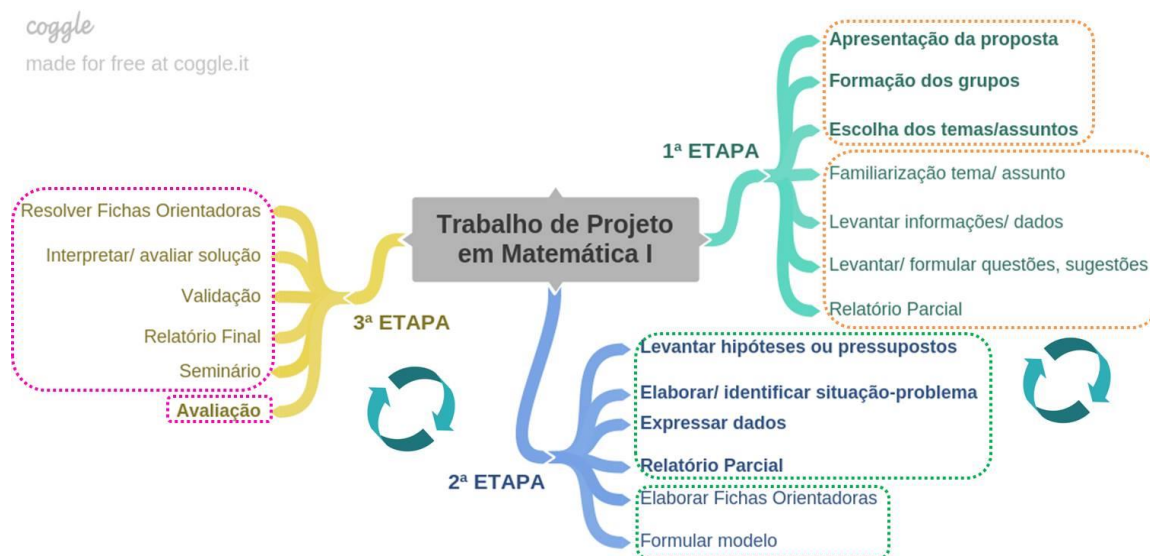 coggle
made for free at coggle.it
Trabalho de Projeto
em Matemática I
1ª ETAPA
Apresentação da proposta
Formação dos grupos
Escolha dos temas/assuntos
Familiarização tema/ assunto
Levantar informações/ dados
Levantar/ formular questões, sugestões
Relatório Parcial
2ª ETAPA
Levantar hipóteses ou pressupostos
Elaborar/ identificar situação-problema
Expressar dados
Relatório Parcial
Elaborar Fichas Orientadoras
Formular modelo
3ª ETAPA
Resolver Fichas Orientadoras
Interpretar/ avaliar solução
Validação
Relatório Final
Seminário
Avaliação